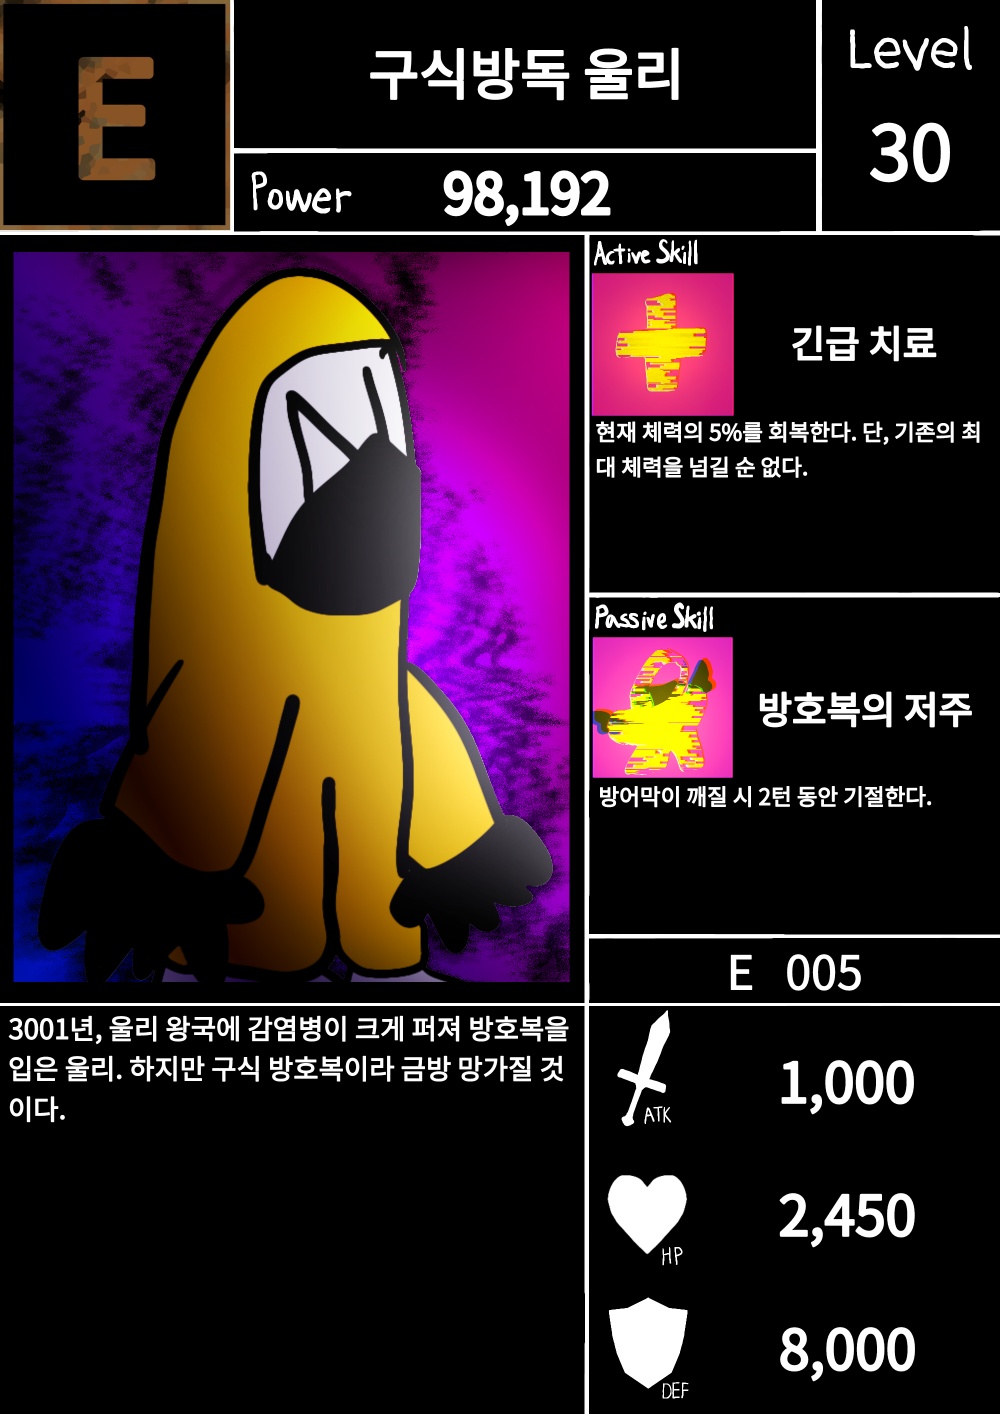 E
구식방독 울리
Level
30
Power 98,192
Active Skill
긴급 치료
현재 체력의 5%를 회복한다. 단, 기존의 최
대 체력을 넘길 순 없다.
Passive Skill
방호복의 저주
방어막이 깨질 시 2턴 동안 기절한다.
E 005
3001년, 울리 왕국에 감염병이 크게 퍼져 방호복을
입은 울리. 하지만 구식 방호복이라 금방 망가질 것
이다.
1,000
ATK
2,450
HP
8,000
DEF